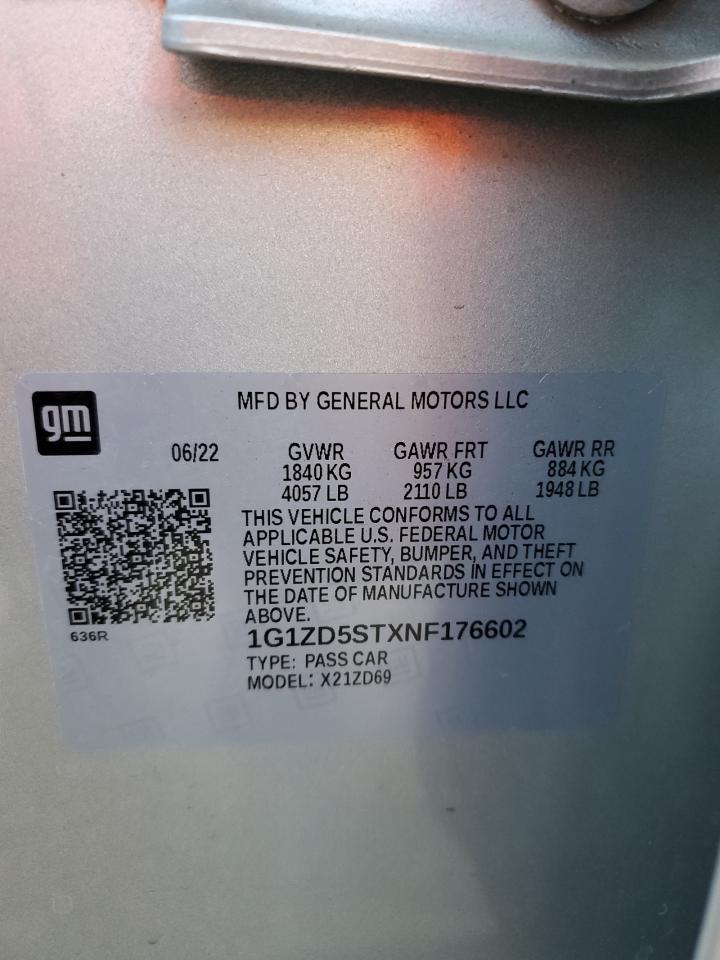 gm
MFD BY GENERAL MOTORS LLC
06/22 GVWR GAWR FRT GAWR RR
1840 KG 957 KG 884 KG
4057 LB 2110 LB 1948 LB
THIS VEHICLE CONFORMS TO ALL
APPLICABLE U.S. FEDERAL MOTOR
VEHICLE SAFETY, BUMPER, AND THEFT
PREVENTION STANDARDS IN EFFECT ON
THE DATE OF MANUFACTURE SHOWN
ABOVE.
636R
1G1ZD5STXNF176602
TYPE: PASS CAR
MODEL: X21ZD69